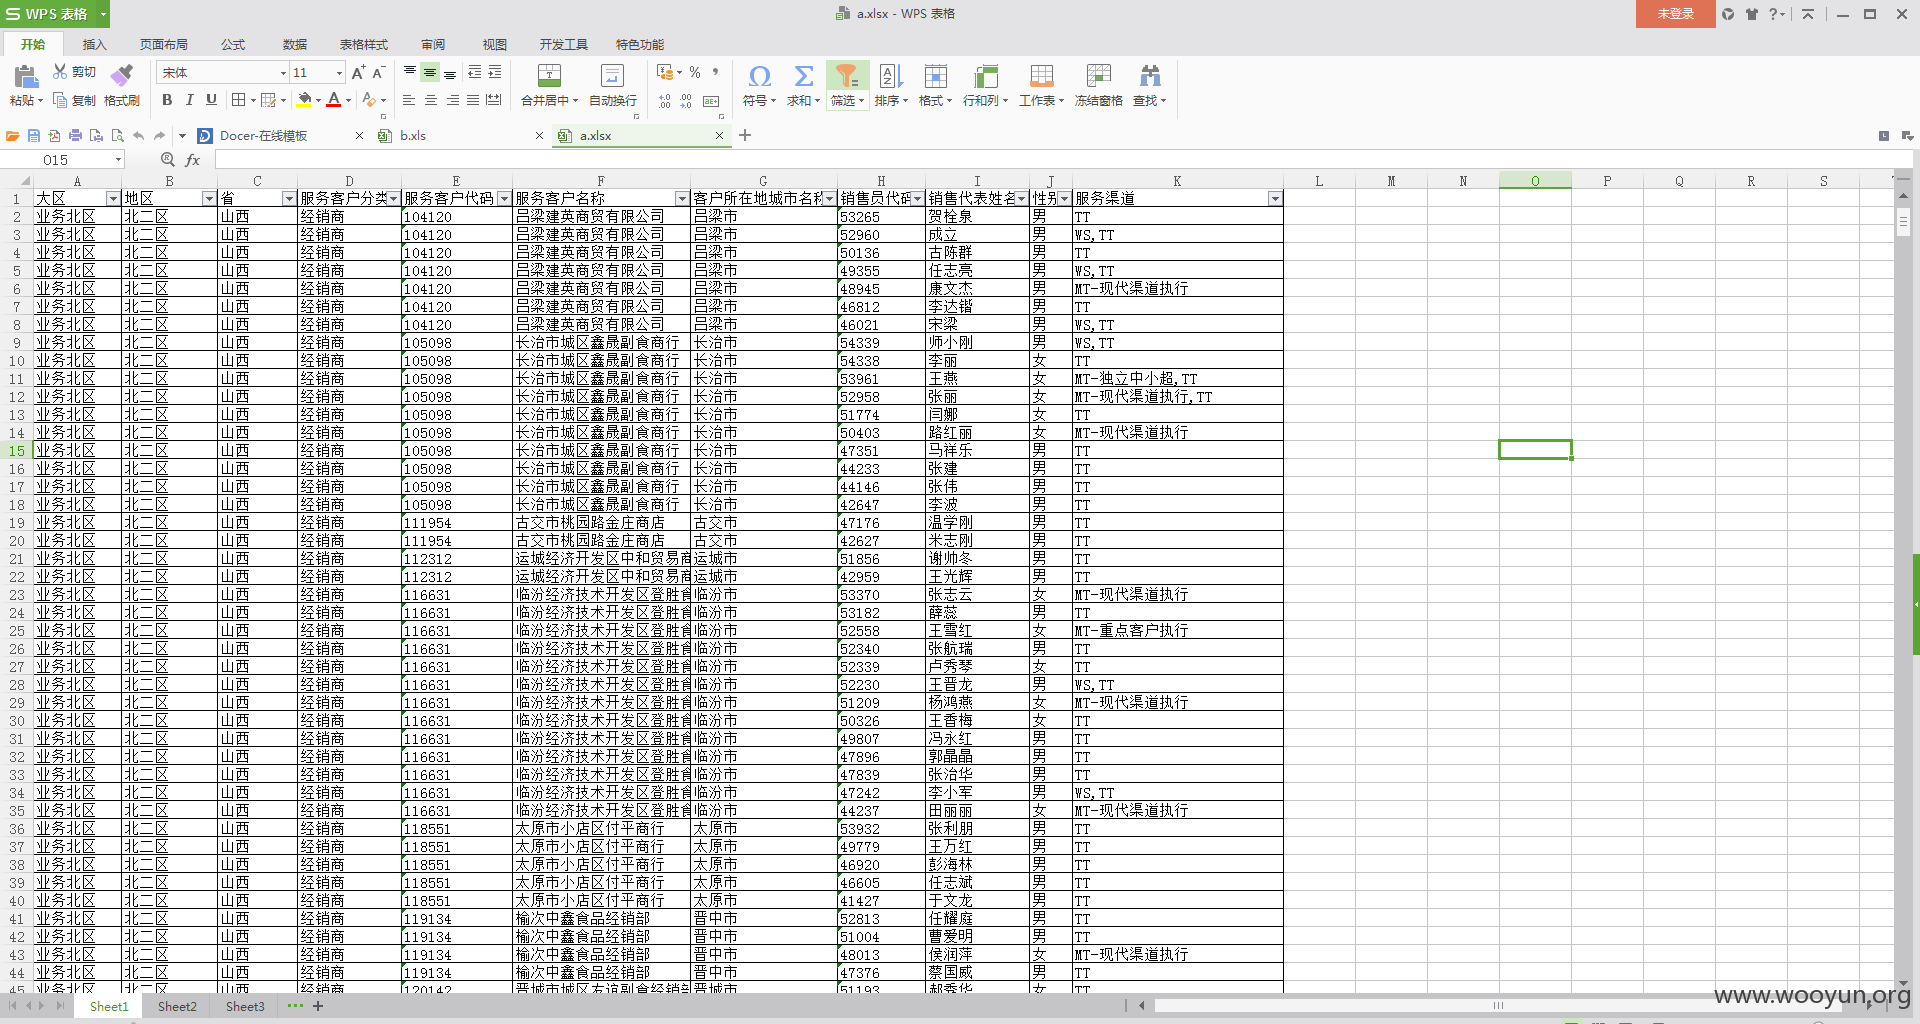 WPS 表格
a.xlsx - WPS 表格
未登录
开始 插入 页面布局 公式 数据 表格样式 审阅 视图 开发工具 特色功能
粘贴 剪切 复制 格式刷 宋体 11 B I U 合并居中 自动换行 符号 求和 筛选 排序 格式 行和列 工作表 冻结窗格 查找
Docer-在线模板 b.xls a.xlsx
O15 fx
A B C D E F G H I J K L M N O P Q R S
1 大区 地区 省 服务客户分类 服务客户代码 服务客户名称 客户所在地城市名称 销售员代码 销售代表姓名 性别 服务渠道
2 业务北区 北二区 山西 经销商 104120 吕梁建英商贸有限公司 吕梁市 53265 贺栓泉 男 TT
3 业务北区 北二区 山西 经销商 104120 吕梁建英商贸有限公司 吕梁市 52960 成立 男 WS,TT
4 业务北区 北二区 山西 经销商 104120 吕梁建英商贸有限公司 吕梁市 50136 古陈群 男 TT
5 业务北区 北二区 山西 经销商 104120 吕梁建英商贸有限公司 吕梁市 49355 任志亮 男 WS,TT
6 业务北区 北二区 山西 经销商 104120 吕梁建英商贸有限公司 吕梁市 48945 康文杰 男 MT-现代渠道执行
7 业务北区 北二区 山西 经销商 104120 吕梁建英商贸有限公司 吕梁市 46812 李达锴 男 TT
8 业务北区 北二区 山西 经销商 104120 吕梁建英商贸有限公司 吕梁市 46021 宋梁 男 WS,TT
9 业务北区 北二区 山西 经销商 105098 长治市城区鑫晟副食商行 长治市 54339 师小刚 男 WS,TT
10 业务北区 北二区 山西 经销商 105098 长治市城区鑫晟副食商行 长治市 54338 李丽 女 TT
11 业务北区 北二区 山西 经销商 105098 长治市城区鑫晟副食商行 长治市 53961 王燕 女 MT-独立中小超,TT
12 业务北区 北二区 山西 经销商 105098 长治市城区鑫晟副食商行 长治市 52958 张丽 女 MT-现代渠道执行,TT
13 业务北区 北二区 山西 经销商 105098 长治市城区鑫晟副食商行 长治市 51774 闫娜 女 TT
14 业务北区 北二区 山西 经销商 105098 长治市城区鑫晟副食商行 长治市 50403 路红丽 女 MT-现代渠道执行
15 业务北区 北二区 山西 经销商 105098 长治市城区鑫晟副食商行 长治市 47351 马祥乐 男 TT
16 业务北区 北二区 山西 经销商 105098 长治市城区鑫晟副食商行 长治市 44233 张建 男 TT
17 业务北区 北二区 山西 经销商 105098 长治市城区鑫晟副食商行 长治市 44146 张伟 男 TT
18 业务北区 北二区 山西 经销商 105098 长治市城区鑫晟副食商行 长治市 42647 李波 男 TT
19 业务北区 北二区 山西 经销商 111954 古交市桃园路金庄商店 古交市 47176 温学刚 男 TT
20 业务北区 北二区 山西 经销商 111954 古交市桃园路金庄商店 古交市 42627 米志刚 男 TT
21 业务北区 北二区 山西 经销商 112312 运城经济开发区中和贸易商 运城市 51856 谢帅冬 男 TT
22 业务北区 北二区 山西 经销商 112312 运城经济开发区中和贸易商 运城市 42959 王光辉 男 TT
23 业务北区 北二区 山西 经销商 116631 临汾经济技术开发区登胜食 临汾市 53370 张志云 女 MT-现代渠道执行
24 业务北区 北二区 山西 经销商 116631 临汾经济技术开发区登胜食 临汾市 53182 薛蕊 男 TT
25 业务北区 北二区 山西 经销商 116631 临汾经济技术开发区登胜食 临汾市 52558 王雪红 女 MT-重点客户执行
26 业务北区 北二区 山西 经销商 116631 临汾经济技术开发区登胜食 临汾市 52340 张航瑞 男 TT
27 业务北区 北二区 山西 经销商 116631 临汾经济技术开发区登胜食 临汾市 52339 卢秀琴 女 TT
28 业务北区 北二区 山西 经销商 116631 临汾经济技术开发区登胜食 临汾市 52230 王晋龙 男 WS,TT
29 业务北区 北二区 山西 经销商 116631 临汾经济技术开发区登胜食 临汾市 51209 杨鸿燕 女 MT-现代渠道执行
30 业务北区 北二区 山西 经销商 116631 临汾经济技术开发区登胜食 临汾市 50326 王香梅 女 TT
31 业务北区 北二区 山西 经销商 116631 临汾经济技术开发区登胜食 临汾市 49807 冯永红 男 TT
32 业务北区 北二区 山西 经销商 116631 临汾经济技术开发区登胜食 临汾市 47896 郭晶晶 男 TT
33 业务北区 北二区 山西 经销商 116631 临汾经济技术开发区登胜食 临汾市 47839 张治华 男 TT
34 业务北区 北二区 山西 经销商 116631 临汾经济技术开发区登胜食 临汾市 47242 李小军 男 WS,TT
35 业务北区 北二区 山西 经销商 116631 临汾经济技术开发区登胜食 临汾市 44237 田丽丽 女 MT-现代渠道执行
36 业务北区 北二区 山西 经销商 118551 太原市小店区付平商行 太原市 53932 张利朋 男 TT
37 业务北区 北二区 山西 经销商 118551 太原市小店区付平商行 太原市 49779 王万红 男 TT
38 业务北区 北二区 山西 经销商 118551 太原市小店区付平商行 太原市 46920 彭海林 男 TT
39 业务北区 北二区 山西 经销商 118551 太原市小店区付平商行 太原市 46605 任志斌 男 TT
40 业务北区 北二区 山西 经销商 118551 太原市小店区付平商行 太原市 41427 于文龙 男 TT
41 业务北区 北二区 山西 经销商 119134 榆次中鑫食品经销部 晋中市 52813 任耀庭 男 TT
42 业务北区 北二区 山西 经销商 119134 榆次中鑫食品经销部 晋中市 51004 曹爱明 男 TT
43 业务北区 北二区 山西 经销商 119134 榆次中鑫食品经销部 晋中市 48013 侯润萍 女 MT-现代渠道执行
44 业务北区 北二区 山西 经销商 119134 榆次中鑫食品经销部 晋中市 47376 蔡国威 男 TT
45 业务北区 北二区 山西 经销商 120142 晋城市城区友谊副食经销部 晋城市 51193 郝秀华 女 TT
Sheet1 Sheet2 Sheet3
www.wooyun.org